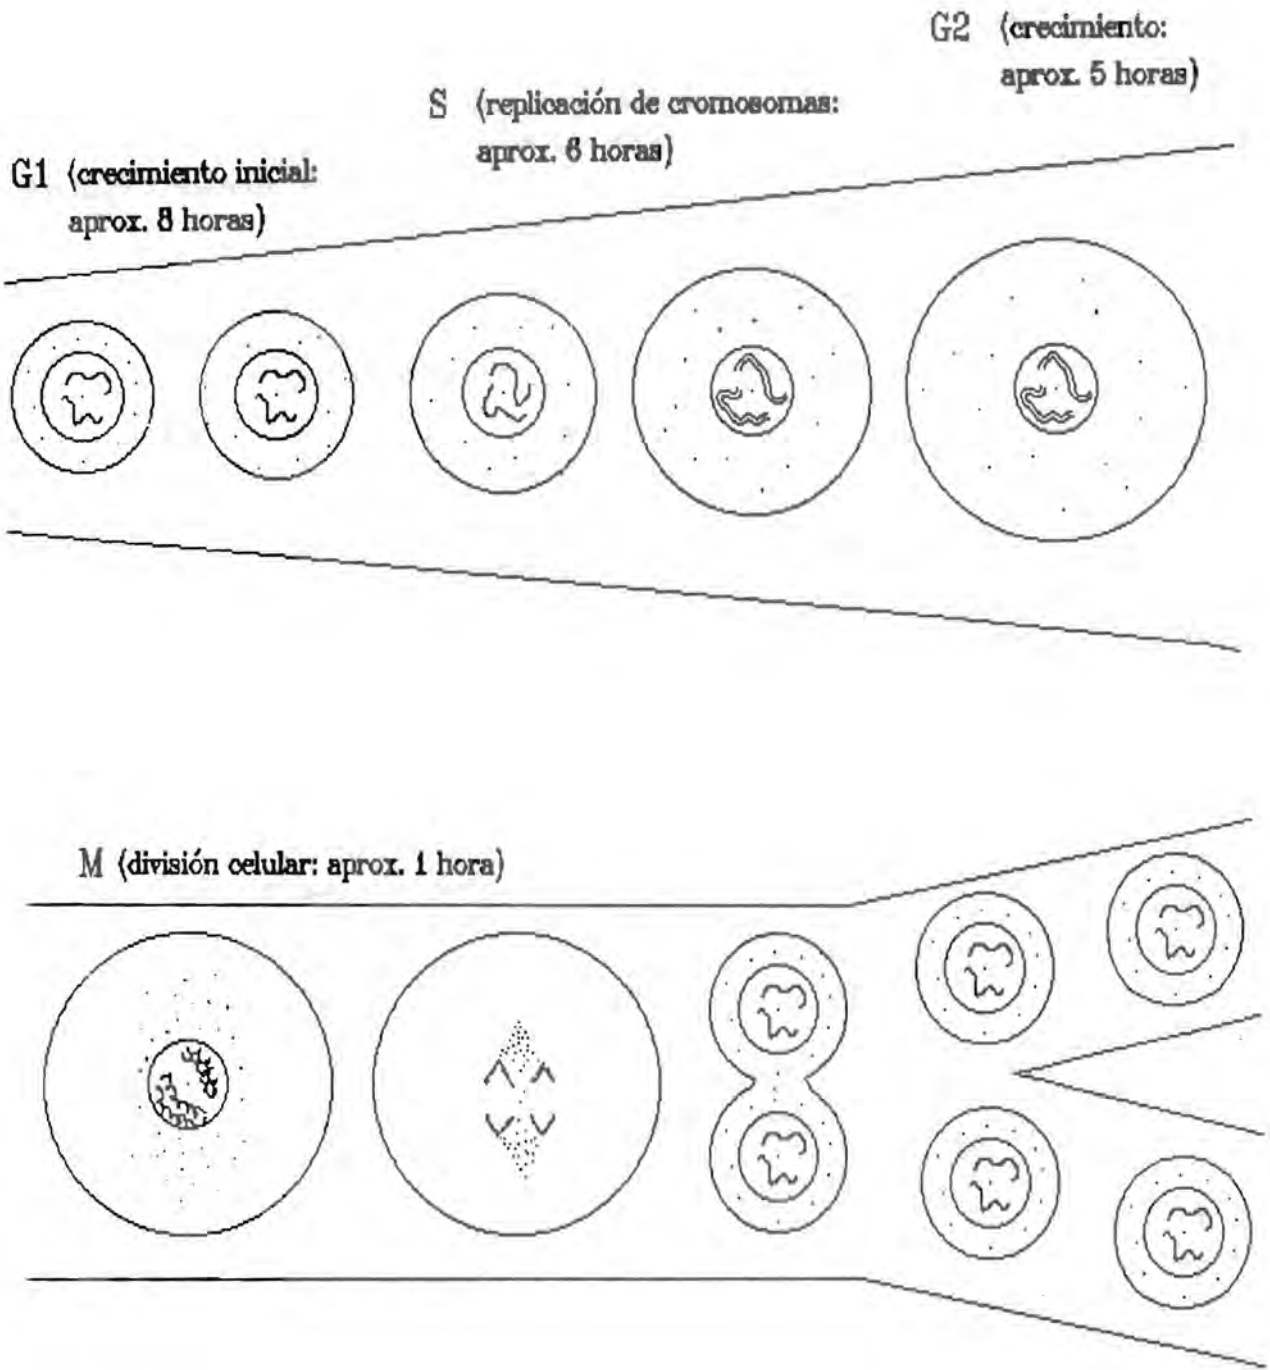 G1 (crecimiento inicial:
aprox. 8 horas)
S (replicación de cromosomas:
aprox. 6 horas)
G2 (crecimiento:
aprox. 5 horas)
M (división celular: aprox. 1 hora)